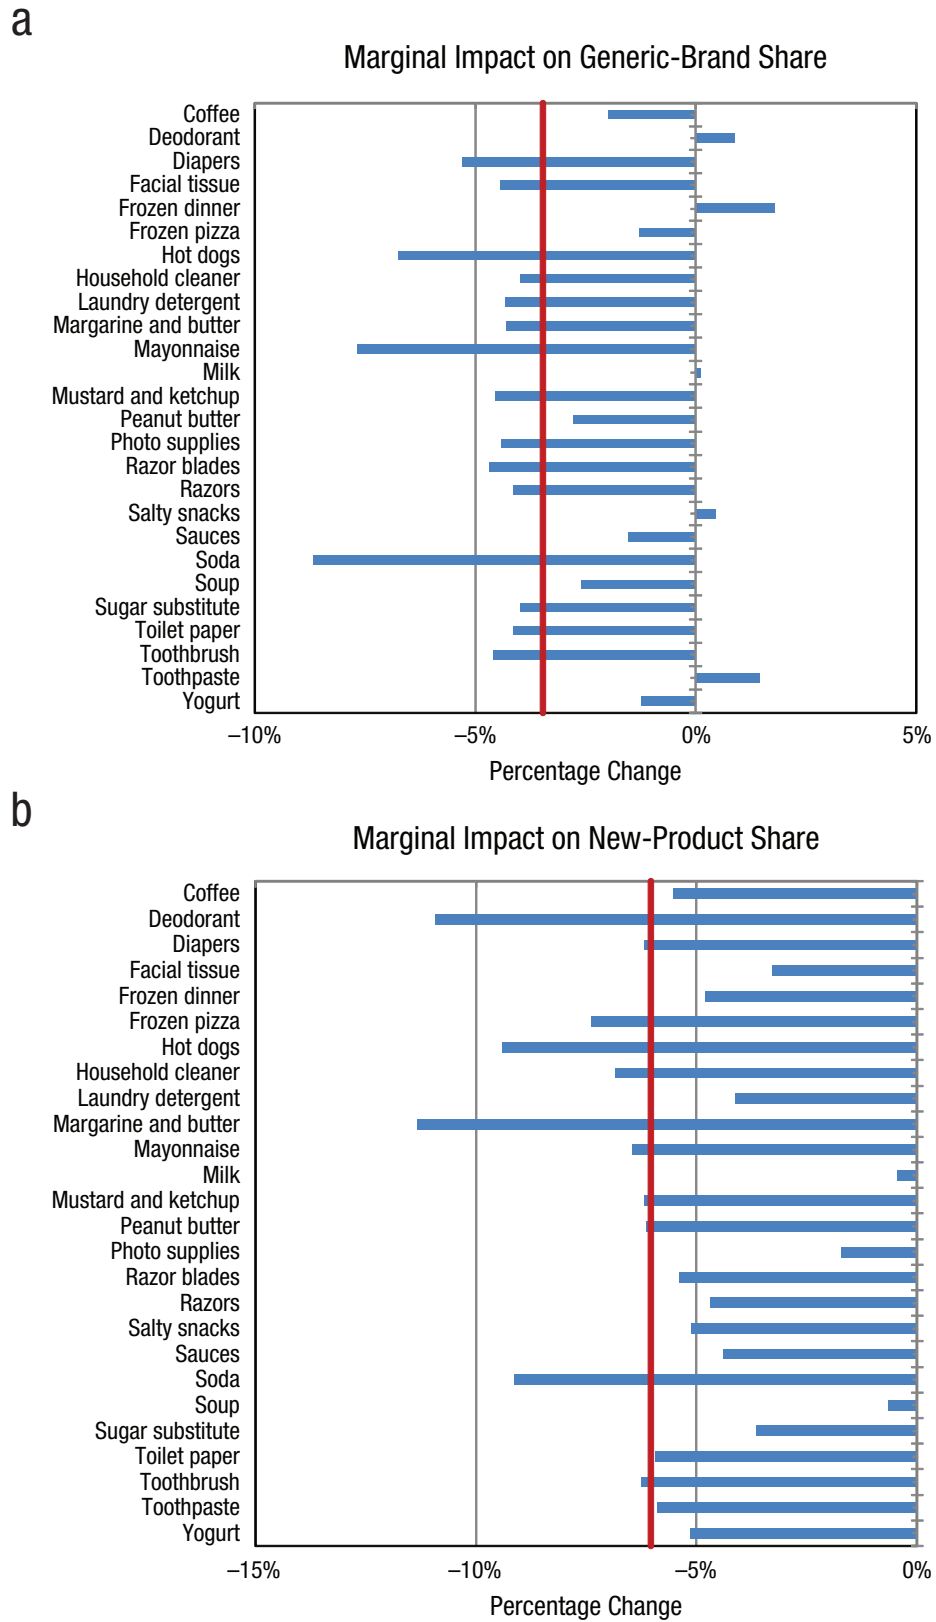 a
Marginal Impact on Generic-Brand Share
Coffee
Deodorant
Diapers
Facial tissue
Frozen dinner
Frozen pizza
Hot dogs
Household cleaner
Laundry detergent
Margarine and butter
Mayonnaise
Milk
Mustard and ketchup
Peanut butter
Photo supplies
Razor blades
Razors
Salty snacks
Sauces
Soda
Soup
Sugar substitute
Toilet paper
Toothbrush
Toothpaste
Yogurt
–10% –5% 0% 5%
Percentage Change
b
Marginal Impact on New-Product Share
Coffee
Deodorant
Diapers
Facial tissue
Frozen dinner
Frozen pizza
Hot dogs
Household cleaner
Laundry detergent
Margarine and butter
Mayonnaise
Milk
Mustard and ketchup
Peanut butter
Photo supplies
Razor blades
Razors
Salty snacks
Sauces
Soda
Soup
Sugar substitute
Toilet paper
Toothbrush
Toothpaste
Yogurt
–15% –10% –5% 0%
Percentage Change